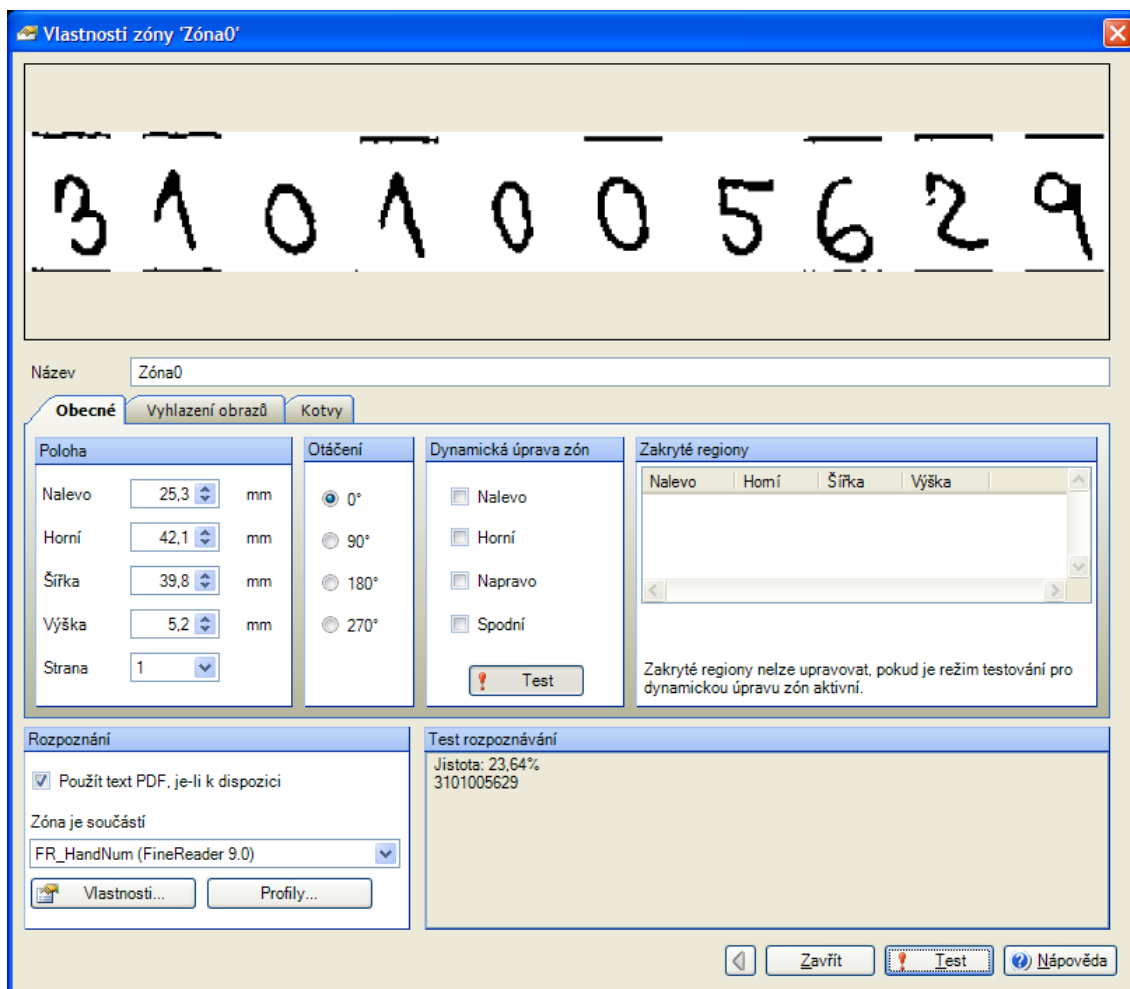 Vlastnosti zóny 'Zóna0'
3101005629
Název Zóna0
Obecné Vyhlazení obrazů Kotvy
Poloha
Nalevo 25,3 mm
Horní 42,1 mm
Šířka 39,8 mm
Výška 5,2 mm
Strana 1
Otáčení
0°
90°
180°
270°
Dynamická úprava zón
Nalevo
Horní
Napravo
Spodní
Test
Zakryté regiony
Nalevo Horní Šířka Výška
Zakryté regiony nelze upravovat, pokud je režim testování pro
dynamickou úpravu zón aktivní.
Rozpoznání
Použít text PDF, je-li k dispozici
Zóna je součástí
FR_HandNum (FineReader 9.0)
Vlastnosti... Profily...
Test rozpoznávání
Jistota: 23,64%
3101005629
Zavřít Test Nápověda